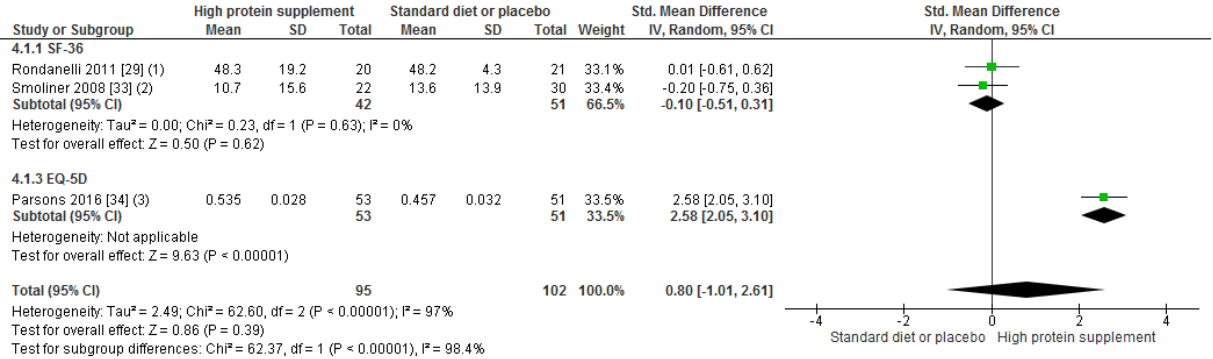 High protein supplement Standard diet or placebo Std. Mean Difference Std. Mean Difference
Study or Subgroup Mean SD Total Mean SD Total Weight IV, Random, 95% CI IV, Random, 95% CI
4.1.1 SF-36
Rondanelli 2011 [29] (1) 48.3 19.2 20 48.2 4.3 21 33.1% 0.01 [-0.61, 0.62]
Smoliner 2008 [33] (2) 10.7 15.6 22 13.6 13.9 30 33.4% -0.20 [-0.75, 0.36]
Subtotal (95% CI) 42 51 66.5% -0.10 [-0.51, 0.31]
Heterogeneity: Tau² = 0.00; Chi² = 0.23, df = 1 (P = 0.63); I² = 0%
Test for overall effect: Z = 0.50 (P = 0.62)
4.1.3 EQ-5D
Parsons 2016 [34] (3) 0.535 0.028 53 0.457 0.032 51 33.5% 2.58 [2.05, 3.10]
Subtotal (95% CI) 53 51 33.5% 2.58 [2.05, 3.10]
Heterogeneity: Not applicable
Test for overall effect: Z = 9.63 (P < 0.00001)
Total (95% CI) 95 102 100.0% 0.80 [-1.01, 2.61]
Heterogeneity: Tau² = 2.49; Chi² = 62.60, df = 2 (P < 0.00001); I² = 97%
Test for overall effect: Z = 0.86 (P = 0.39)
Test for subgroup differences: Chi² = 62.37, df = 1 (P < 0.00001), I² = 98.4%
-4 -2 0 2 4
Standard diet or placebo High protein supplement